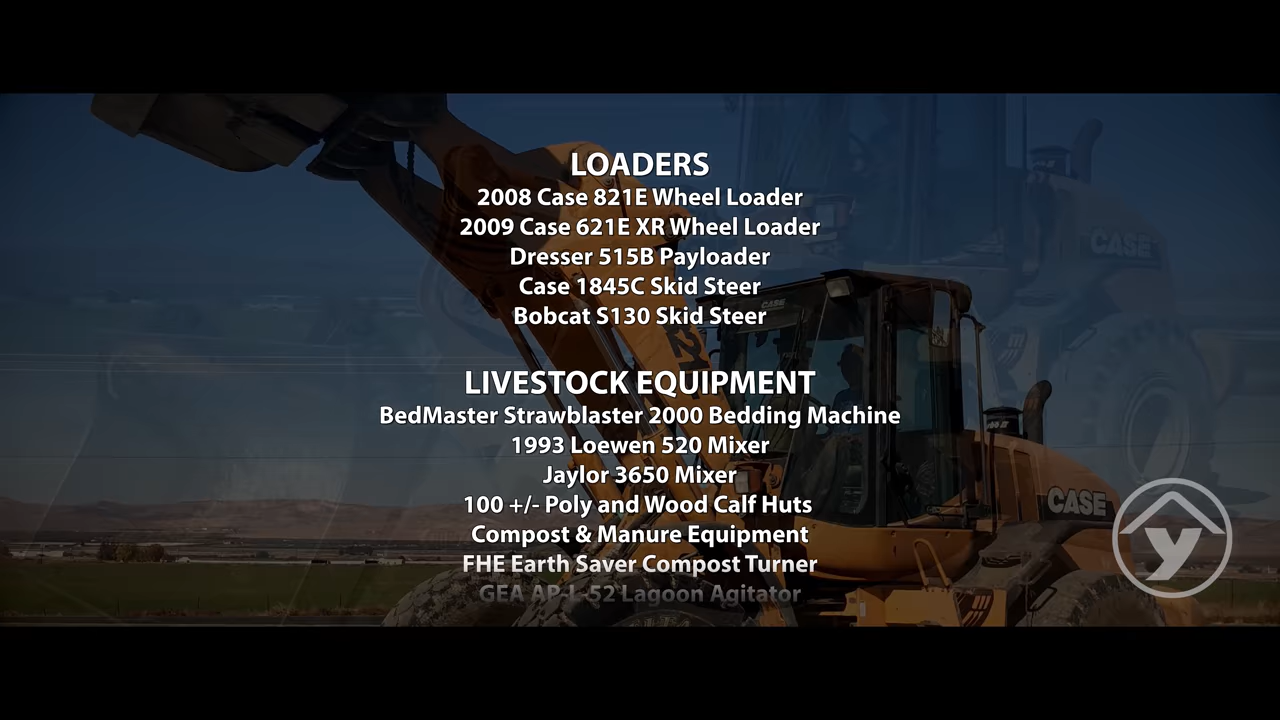 LOADERS
2008 Case 821E Wheel Loader
2009 Case 621E XR Wheel Loader
Dresser 515B Payloader
Case 1845C Skid Steer
Bobcat S130 Skid Steer
LIVESTOCK EQUIPMENT
BedMaster Strawblaster 2000 Bedding Machine
1993 Loewen 520 Mixer
Jaylor 3650 Mixer
100 +/- Poly and Wood Calf Huts
Compost & Manure Equipment
FHE Earth Saver Compost Turner
GEA AP-L-52 Lagoon Agitator
CASE
CASE
CASE
y